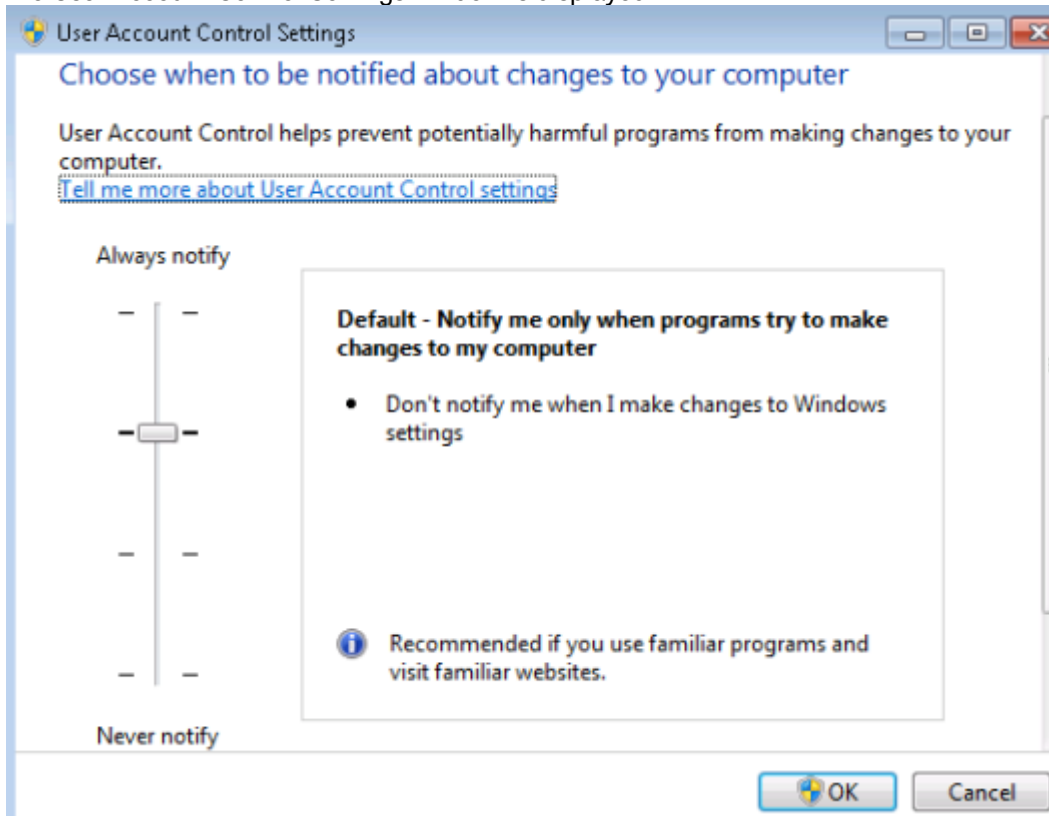 User Account Control Settings
Choose when to be notified about changes to your computer
User Account Control helps prevent potentially harmful programs from making changes to your
computer.
Tell me more about User Account Control settings
Always notify
Default - Notify me only when programs try to make
changes to my computer
• Don't notify me when I make changes to Windows
settings
Recommended if you use familiar programs and
visit familiar websites.
Never notify
OK Cancel